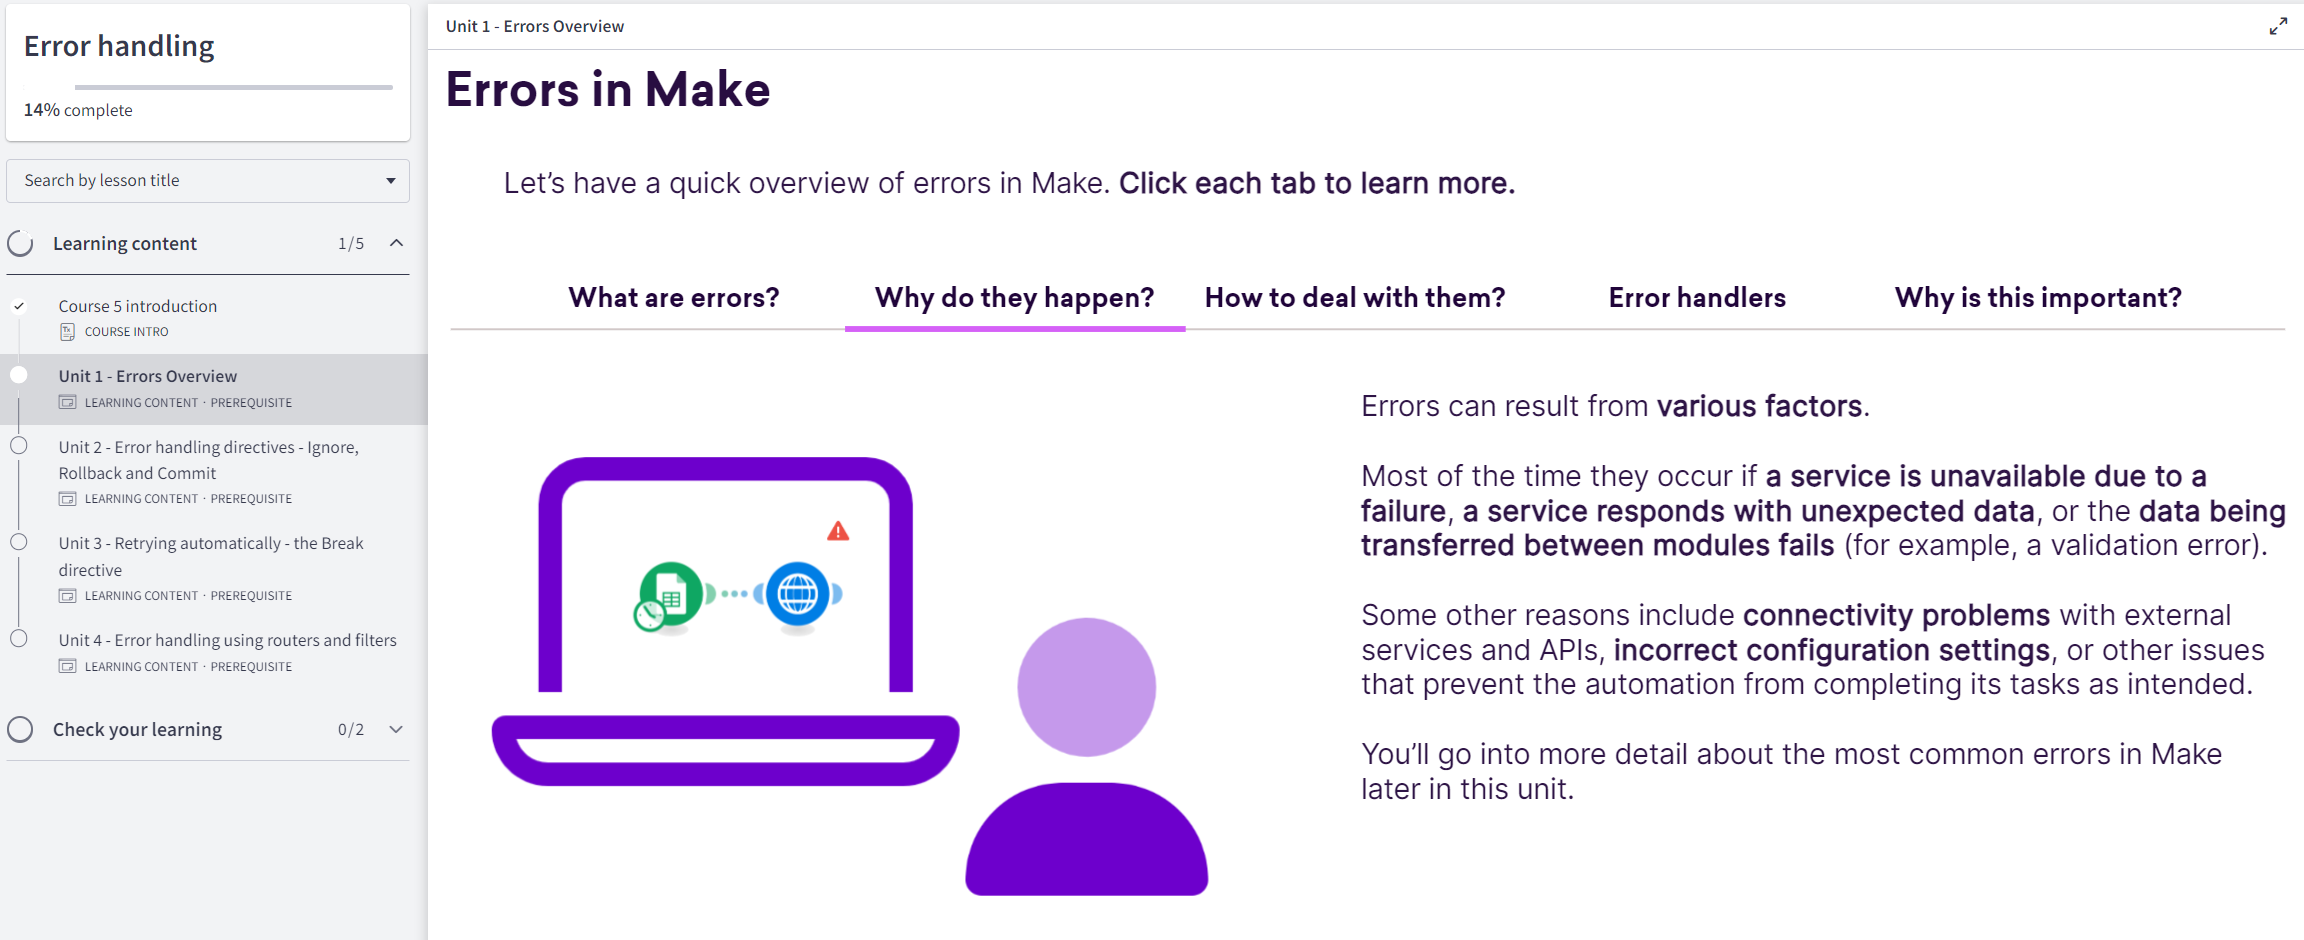 Error handling
14% complete
Search by lesson title
Learning content 1/5
Course 5 introduction
COURSE INTRO
Unit 1 - Errors Overview
LEARNING CONTENT · PREREQUISITE
Unit 2 - Error handling directives - Ignore,
Rollback and Commit
LEARNING CONTENT · PREREQUISITE
Unit 3 - Retrying automatically - the Break
directive
LEARNING CONTENT · PREREQUISITE
Unit 4 - Error handling using routers and filters
LEARNING CONTENT · PREREQUISITE
Check your learning 0/2
Unit 1 - Errors Overview
Errors in Make
Let's have a quick overview of errors in Make. Click each tab to learn more.
What are errors? Why do they happen? How to deal with them? Error handlers Why is this important?
Errors can result from various factors.
Most of the time they occur if a service is unavailable due to a
failure, a service responds with unexpected data, or the data being
transferred between modules fails (for example, a validation error).
Some other reasons include connectivity problems with external
services and APIs, incorrect configuration settings, or other issues
that prevent the automation from completing its tasks as intended.
You'll go into more detail about the most common errors in Make
later in this unit.